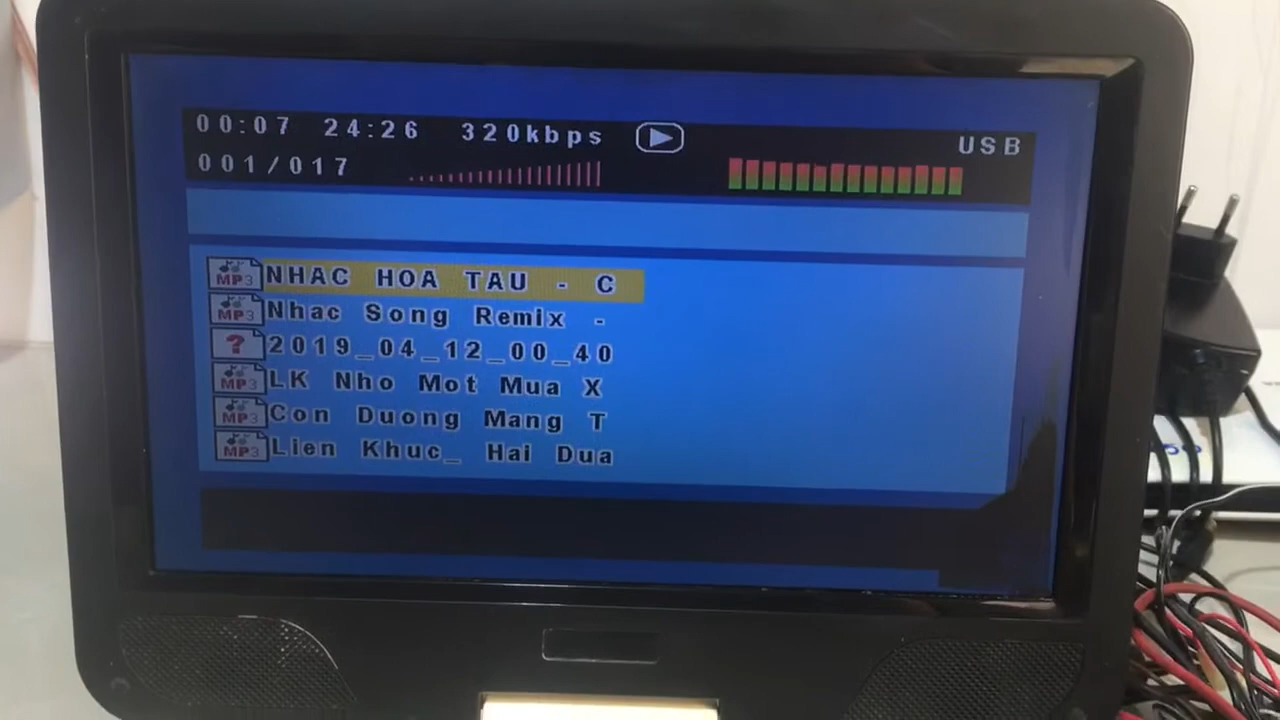 00:07 24:26 320kbps USB
001/017
MP3 NHAC HOA TAU - C
MP3 Nhac Song Remix -
? 2019_04_12_00_40
MP3 LK Nho Mot Mua X
MP3 Con Duong Mang T
MP3 Lien Khuc_ Hai Dua